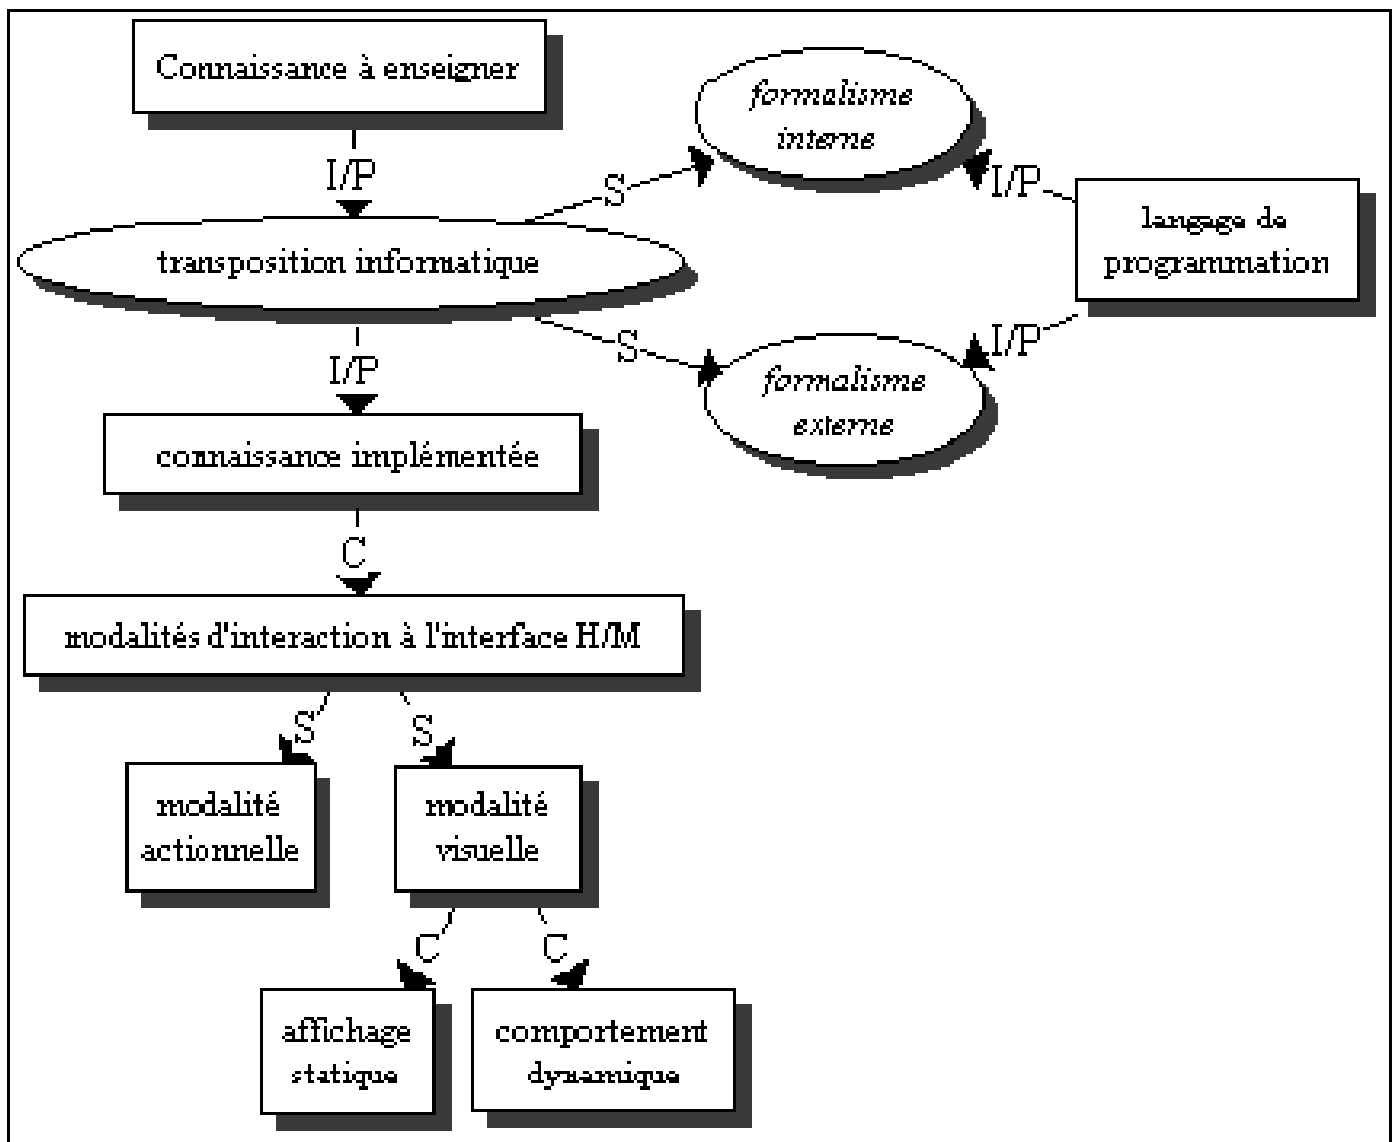 Connaissance à enseigner
formalisme
interne
I/P
S
I/P
langage de
programmation
transposition informatique
S
I/P
I/P
formalisme
externe
connaissance implémentée
C
modalités d'interaction à l'interface H/M
S
S
modalité
actionnelle
modalité
visuelle
C
C
affichage
statique
comportement
dynamique